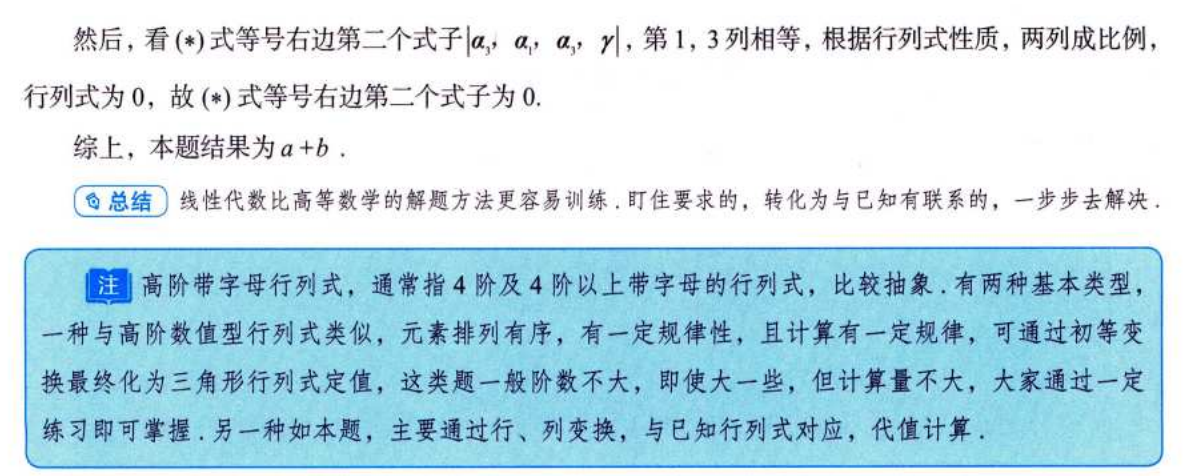 然后，看 (*) 式等号右边第二个式子|α₃，α₁，α₃，γ|，第 1，3 列相等，根据行列式性质，两列成比例，
行列式为 0，故 (*) 式等号右边第二个式子为 0.
综上，本题结果为 a+b .
总结 线性代数比高等数学的解题方法更容易训练 . 盯住要求的，转化为与已知有联系的，一步步去解决 .
注 高阶带字母行列式，通常指 4 阶及 4 阶以上带字母的行列式，比较抽象 . 有两种基本类型，
一种与高阶数值型行列式类似，元素排列有序，有一定规律性，且计算有一定规律，可通过初等变
换最终化为三角形行列式定值，这类题一般阶数不大，即使大一些，但计算量不大，大家通过一定
练习即可掌握 . 另一种如本题，主要通过行、列变换，与已知行列式对应，代值计算 .